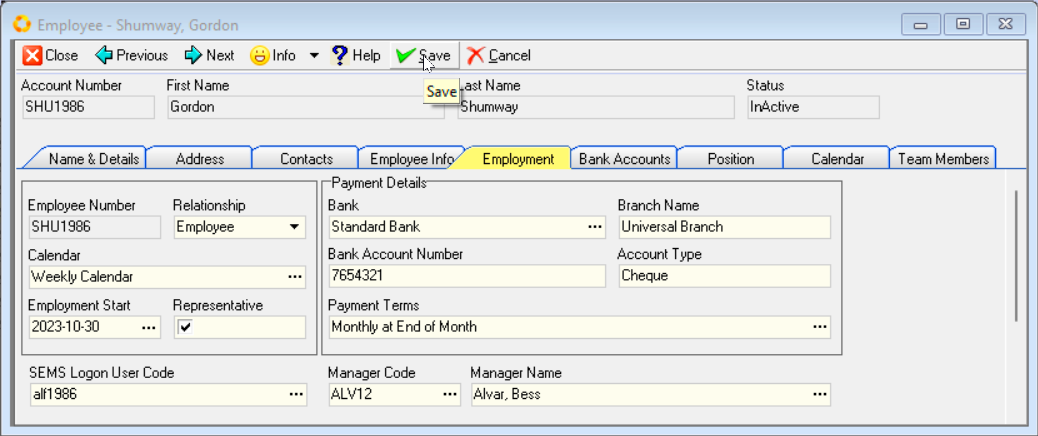 Employee - Shumway, Gordon
Close Previous Next Info Help Save Cancel
Save
Account Number First Name ast Name Status
SHU1986 Gordon Shumway InActive
Name & Details Address Contacts Employee Info Employment Bank Accounts Position Calendar Team Members
Payment Details
Employee Number Relationship Bank Branch Name
SHU1986 Employee Standard Bank ... Universal Branch
Calendar Bank Account Number Account Type
Weekly Calendar ... 7654321 Cheque
Employment Start Representative Payment Terms
2023-10-30 ... Monthly at End of Month ...
SEMS Logon User Code Manager Code Manager Name
alf1986 ... ALV12 ... Alvar, Bess ...